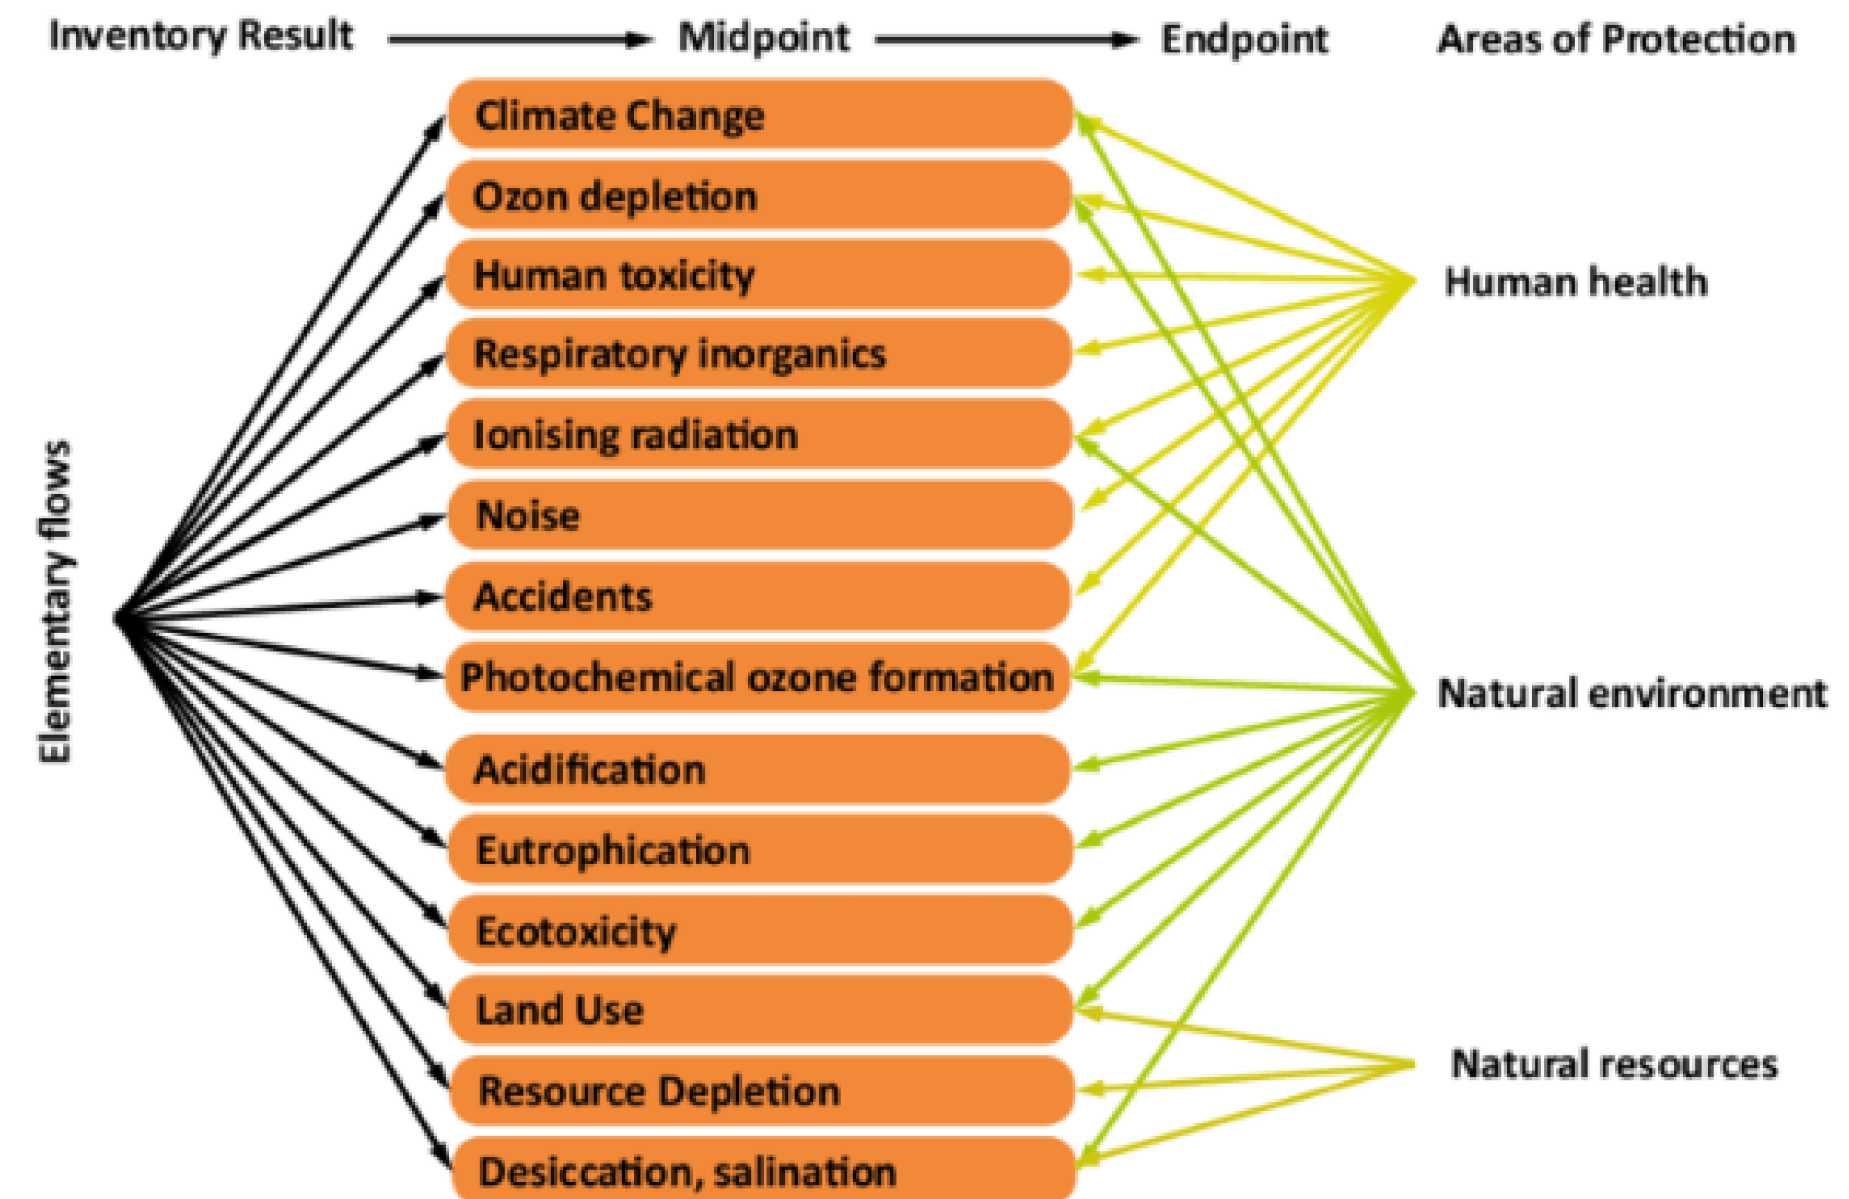 Inventory Result
Midpoint
Endpoint
Areas of Protection
Elementary flows
Climate Change
Ozon depletion
Human toxicity
Respiratory inorganics
Ionising radiation
Noise
Accidents
Photochemical ozone formation
Acidification
Eutrophication
Ecotoxicity
Land Use
Resource Depletion
Desiccation, salination
Human health
Natural environment
Natural resources